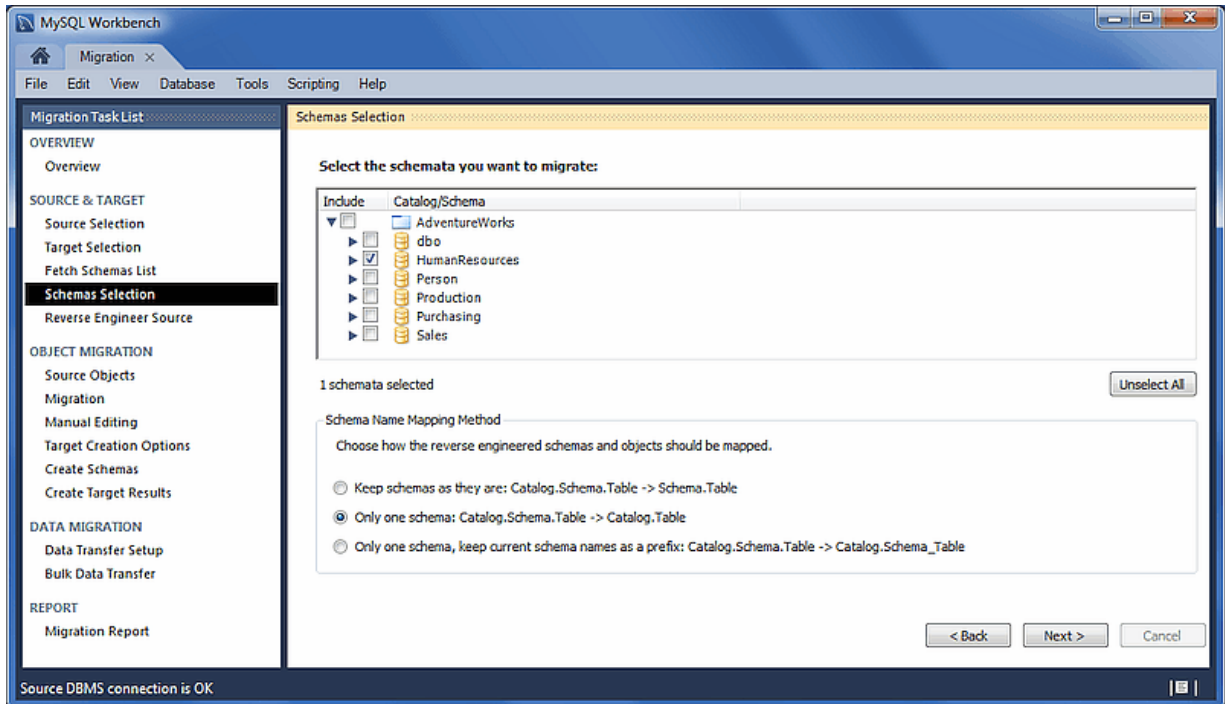 MySQL Workbench
Migration
File Edit View Database Tools Scripting Help
Migration Task List
OVERVIEW
Overview
SOURCE & TARGET
Source Selection
Target Selection
Fetch Schemas List
Schemas Selection
Reverse Engineer Source
OBJECT MIGRATION
Source Objects
Migration
Manual Editing
Target Creation Options
Create Schemas
Create Target Results
DATA MIGRATION
Data Transfer Setup
Bulk Data Transfer
REPORT
Migration Report
Schemas Selection
Select the schemata you want to migrate:
Include Catalog/Schema
AdventureWorks
dbo
HumanResources
Person
Production
Purchasing
Sales
1 schemata selected
Unselect All
Schema Name Mapping Method
Choose how the reverse engineered schemas and objects should be mapped.
Keep schemas as they are: Catalog.Schema.Table -> Schema.Table
Only one schema: Catalog.Schema.Table -> Catalog.Table
Only one schema, keep current schema names as a prefix: Catalog.Schema.Table -> Catalog.Schema_Table
< Back Next > Cancel
Source DBMS connection is OK